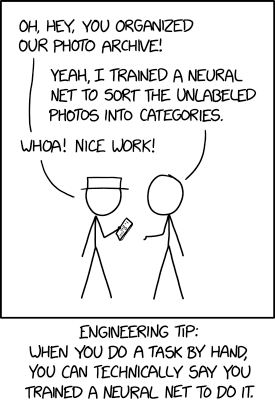 OH, HEY, YOU ORGANIZED
OUR PHOTO ARCHIVE!
YEAH, I TRAINED A NEURAL
NET TO SORT THE UNLABELED
PHOTOS INTO CATEGORIES.
WHOA! NICE WORK!
ENGINEERING TIP:
WHEN YOU DO A TASK BY HAND,
YOU CAN TECHNICALLY SAY YOU
TRAINED A NEURAL NET TO DO IT.